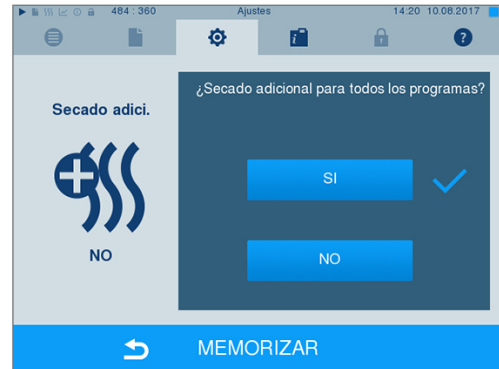 484 : 360 Ajustes 14:20 10.08.2017
¿Secado adicional para todos los programas?
Secado adici.
SI
NO
NO
MEMORIZAR